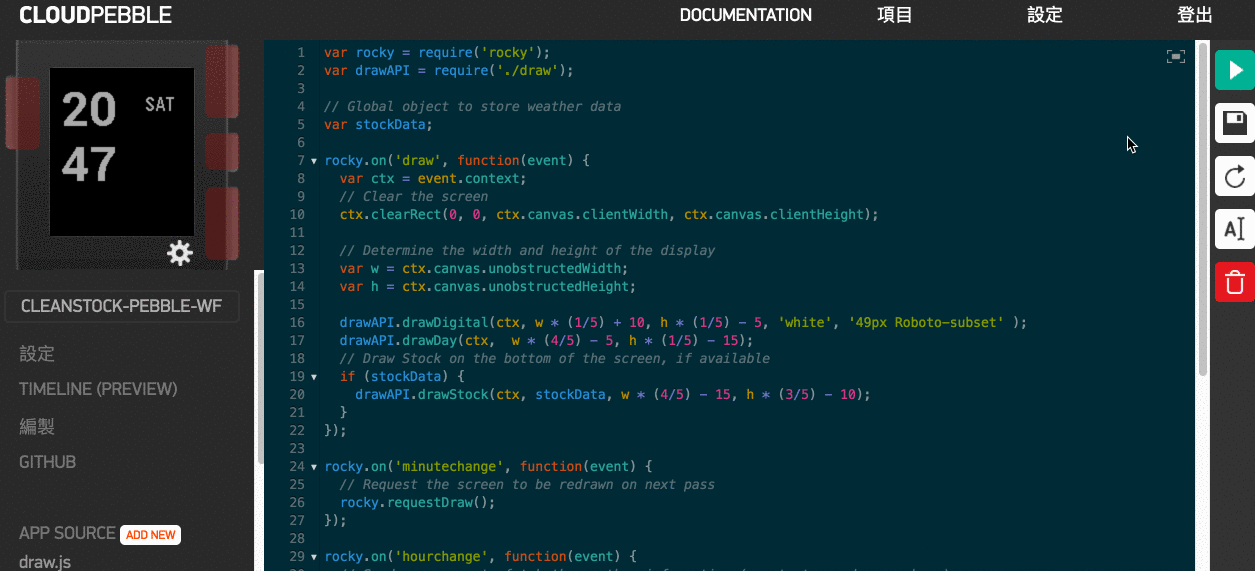 CLOUDPEBBLE
DOCUMENTATION
項目
設定
登出
20
SAT
47
CLEANSTOCK-PEBBLE-WF
設定
TIMELINE (PREVIEW)
編製
GITHUB
APP SOURCE ADD NEW
draw.js
1 var rocky = require('rocky');
2 var drawAPI = require('./draw');
3
4 // Global object to store weather data
5 var stockData;
6
7 rocky.on('draw', function(event) {
8 var ctx = event.context;
9 // Clear the screen
10 ctx.clearRect(0, 0, ctx.canvas.clientWidth, ctx.canvas.clientHeight);
11
12 // Determine the width and height of the display
13 var w = ctx.canvas.unobstructedWidth;
14 var h = ctx.canvas.unobstructedHeight;
15
16 drawAPI.drawDigital(ctx, w * (1/5) + 10, h * (1/5) - 5, 'white', '49px Roboto-subset' );
17 drawAPI.drawDay(ctx,  w * (4/5) - 5, h * (1/5) - 15);
18 // Draw Stock on the bottom of the screen, if available
19 if (stockData) {
20 drawAPI.drawStock(ctx, stockData, w * (4/5) - 15, h * (3/5) - 10);
21 }
22 });
23
24 rocky.on('minutechange', function(event) {
25 // Request the screen to be redrawn on next pass
26 rocky.requestDraw();
27 });
28
29 rocky.on('hourchange', function(event) {
AI